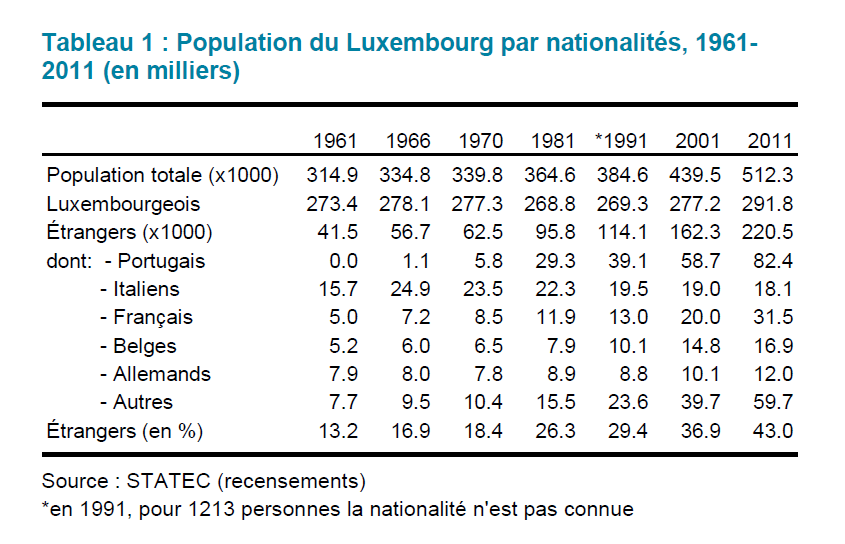 Tableau 1 : Population du Luxembourg par nationalités, 1961-
2011 (en milliers)
1961 1966 1970 1981 *1991 2001 2011
Population totale (x1000) 314.9 334.8 339.8 364.6 384.6 439.5 512.3
Luxembourgeois 273.4 278.1 277.3 268.8 269.3 277.2 291.8
Étrangers (x1000) 41.5 56.7 62.5 95.8 114.1 162.3 220.5
dont: - Portugais 0.0 1.1 5.8 29.3 39.1 58.7 82.4
- Italiens 15.7 24.9 23.5 22.3 19.5 19.0 18.1
- Français 5.0 7.2 8.5 11.9 13.0 20.0 31.5
- Belges 5.2 6.0 6.5 7.9 10.1 14.8 16.9
- Allemands 7.9 8.0 7.8 8.9 8.8 10.1 12.0
- Autres 7.7 9.5 10.4 15.5 23.6 39.7 59.7
Étrangers (en %) 13.2 16.9 18.4 26.3 29.4 36.9 43.0
Source : STATEC (recensements)
*en 1991, pour 1213 personnes la nationalité n'est pas connue